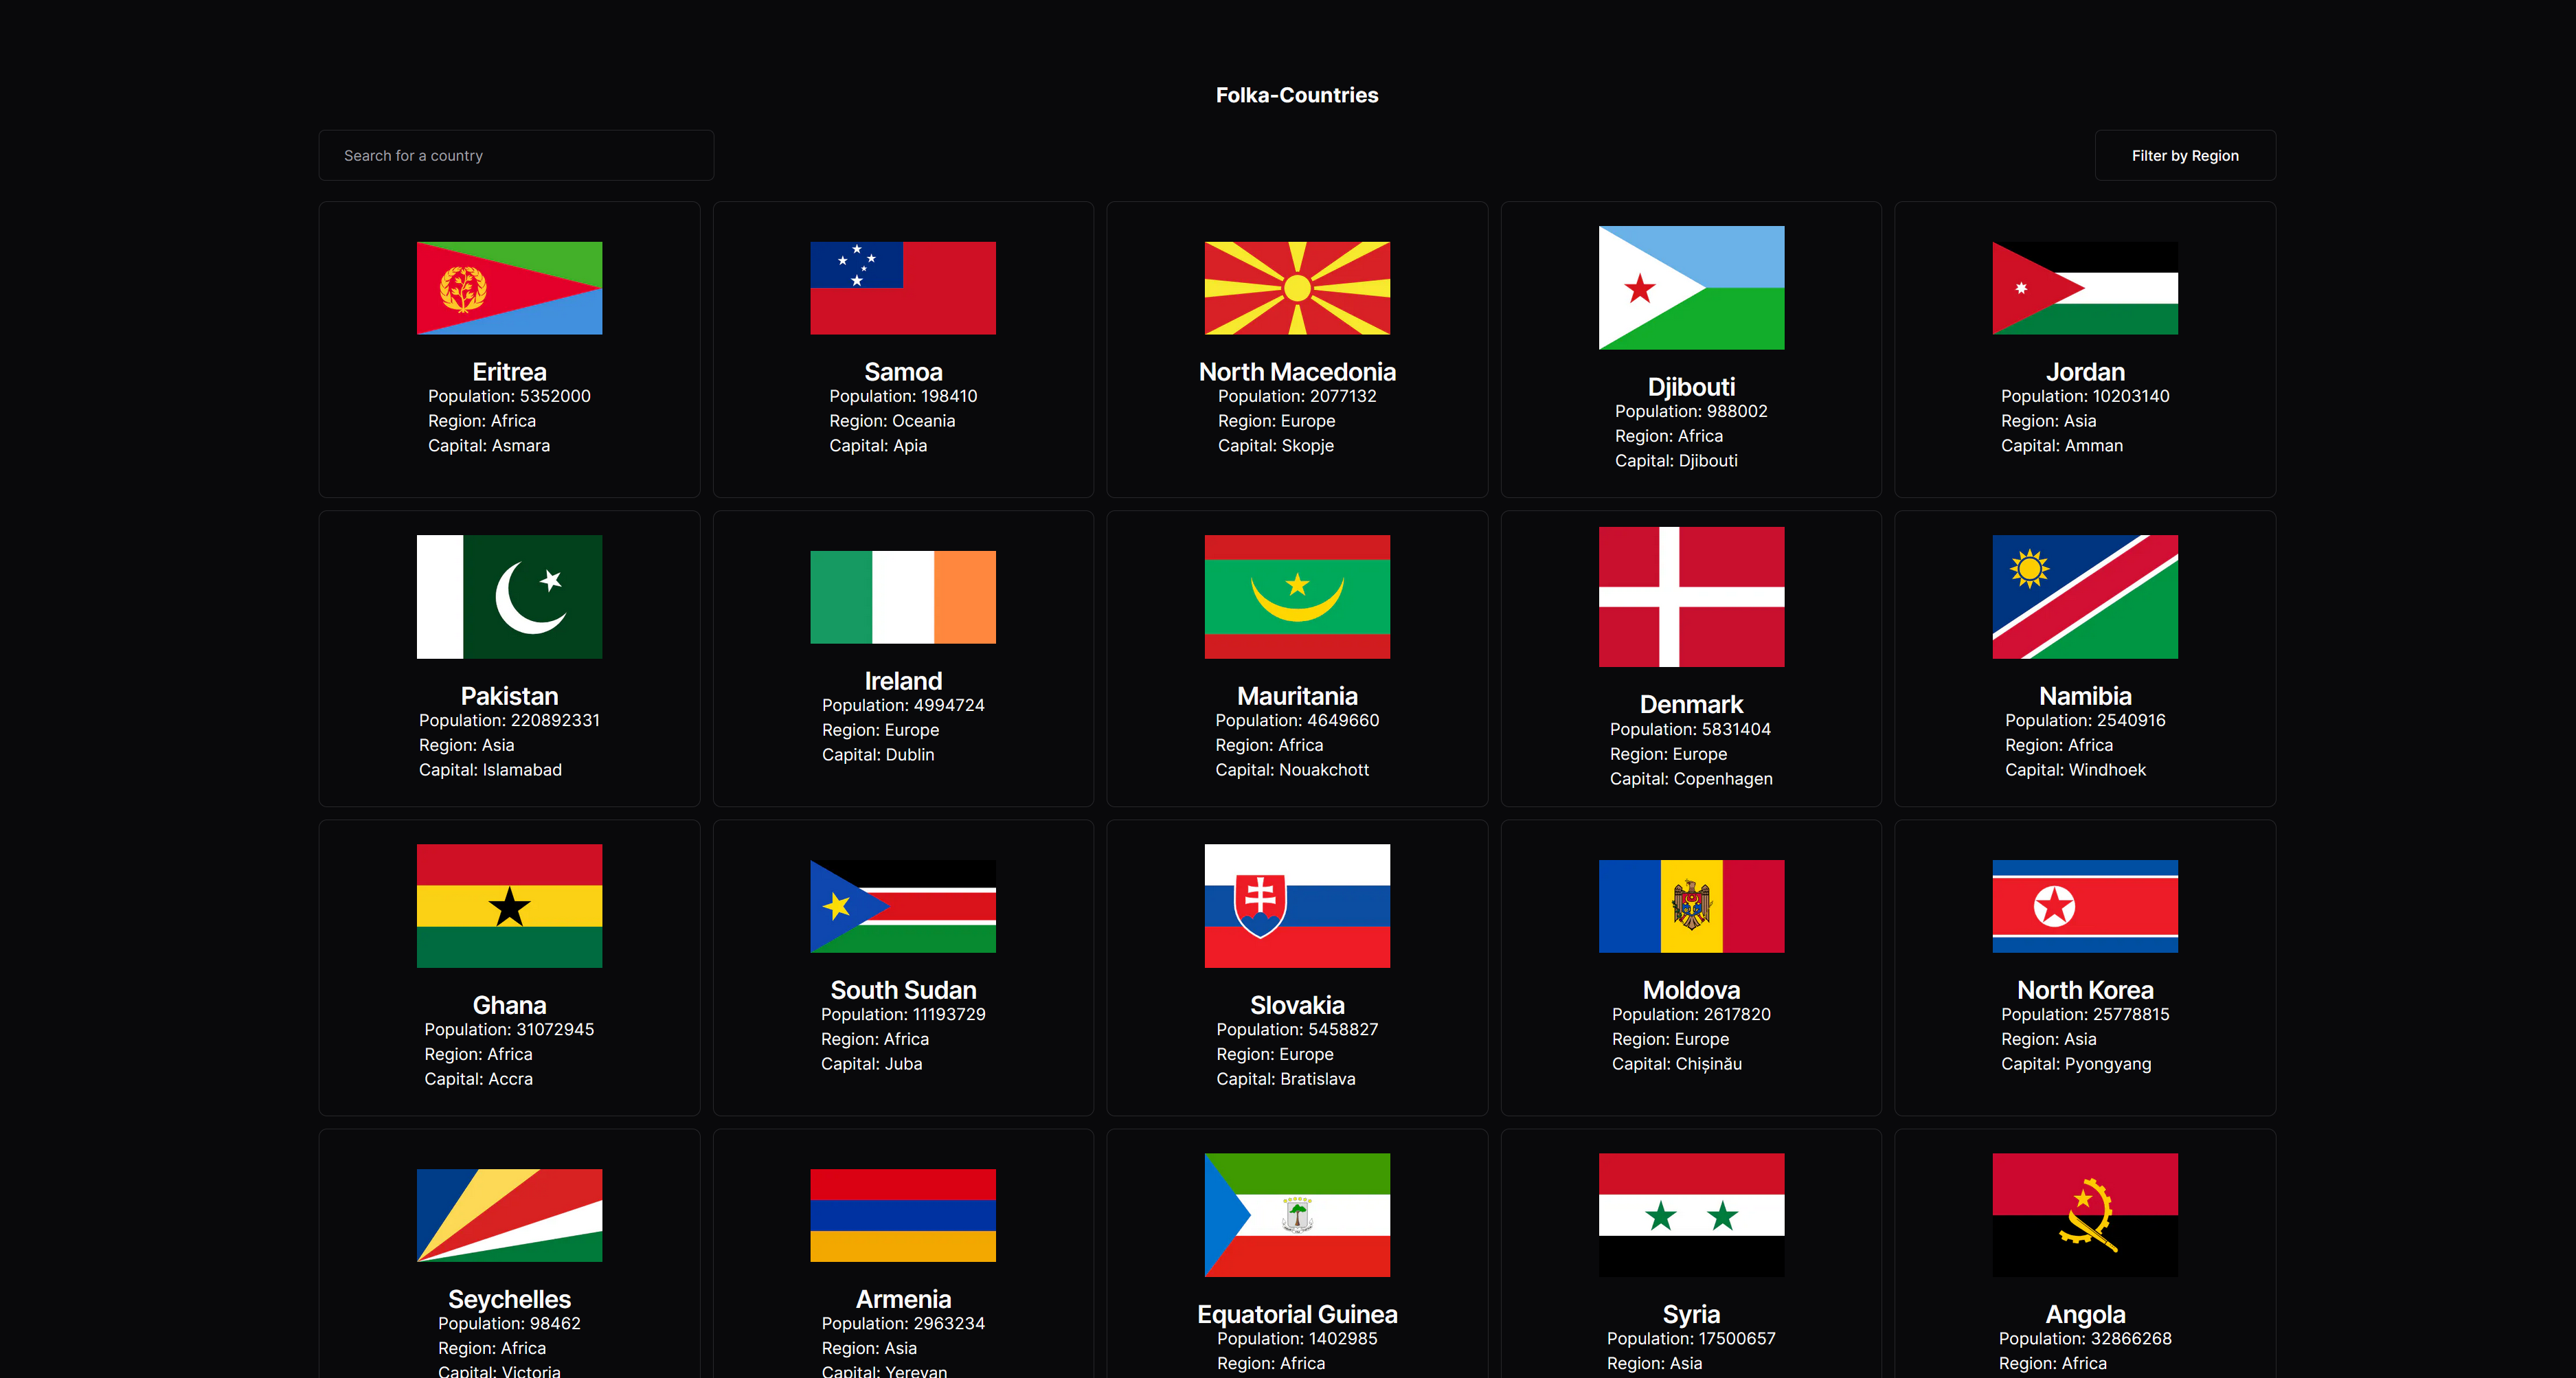 Folka-Countries
Search for a country
Filter by Region
Eritrea
Population: 5352000
Region: Africa
Capital: Asmara
Samoa
Population: 198410
Region: Oceania
Capital: Apia
North Macedonia
Population: 2077132
Region: Europe
Capital: Skopje
Djibouti
Population: 988002
Region: Africa
Capital: Djibouti
Jordan
Population: 10203140
Region: Asia
Capital: Amman
Pakistan
Population: 220892331
Region: Asia
Capital: Islamabad
Ireland
Population: 4994724
Region: Europe
Capital: Dublin
Mauritania
Population: 4649660
Region: Africa
Capital: Nouakchott
Denmark
Population: 5831404
Region: Europe
Capital: Copenhagen
Namibia
Population: 2540916
Region: Africa
Capital: Windhoek
Ghana
Population: 31072945
Region: Africa
Capital: Accra
South Sudan
Population: 11193729
Region: Africa
Capital: Juba
Slovakia
Population: 5458827
Region: Europe
Capital: Bratislava
Moldova
Population: 2617820
Region: Europe
Capital: Chișinău
North Korea
Population: 25778815
Region: Asia
Capital: Pyongyang
Seychelles
Population: 98462
Region: Africa
Capital: Victoria
Armenia
Population: 2963234
Region: Asia
Capital: Yerevan
Equatorial Guinea
Population: 1402985
Region: Africa
Syria
Population: 17500657
Region: Asia
Angola
Population: 32866268
Region: Africa